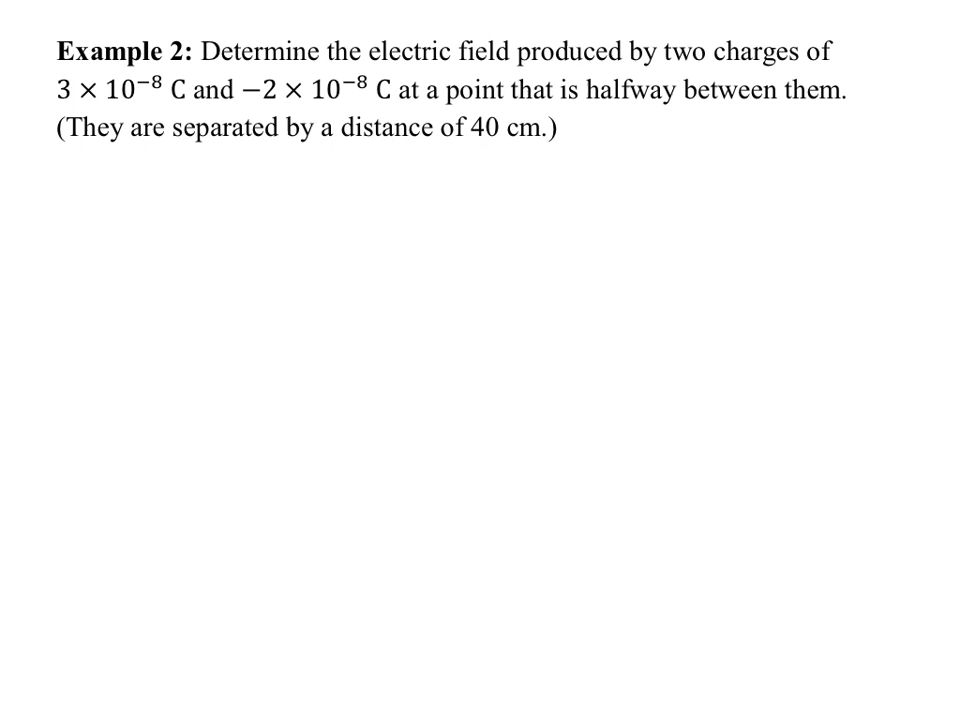 Example 2: Determine the electric field produced by two charges of
3 × 10⁻⁸ C and −2 × 10⁻⁸ C at a point that is halfway between them.
(They are separated by a distance of 40 cm.)